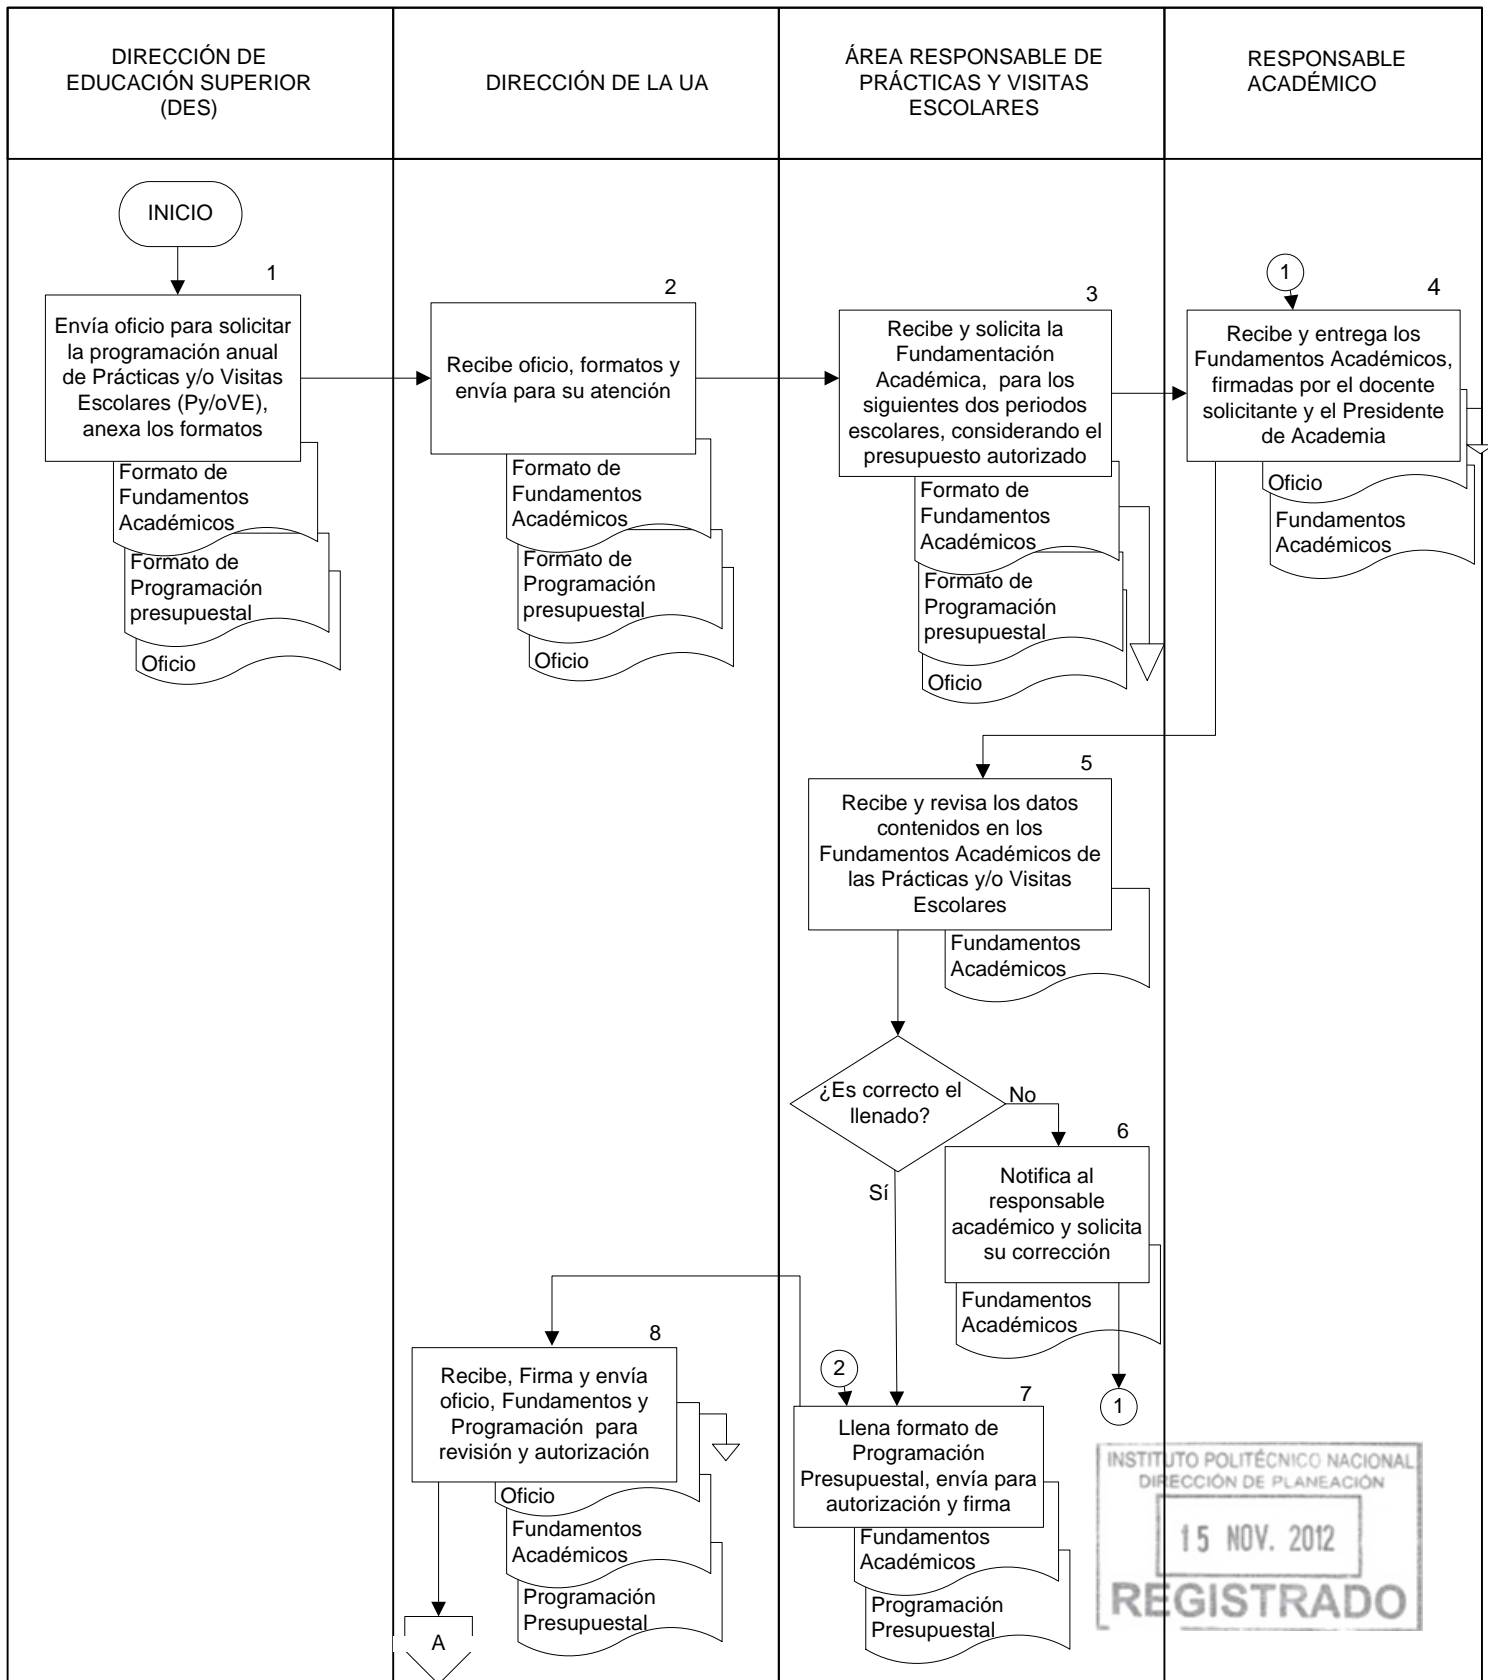 DIRECCIÓN DE
EDUCACIÓN SUPERIOR
(DES)
DIRECCIÓN DE LA UA
ÁREA RESPONSABLE DE
PRÁCTICAS Y VISITAS
ESCOLARES
RESPONSABLE
ACADÉMICO
INICIO
1
Envía oficio para solicitar
la programación anual
de Prácticas y/o Visitas
Escolares (Py/oVE),
anexa los formatos
Formato de
Fundamentos
Académicos
Formato de
Programación
presupuestal
Oficio
2
Recibe oficio, formatos y
envía para su atención
Formato de
Fundamentos
Académicos
Formato de
Programación
presupuestal
Oficio
3
Recibe y solicita la
Fundamentación
Académica, para los
siguientes dos periodos
escolares, considerando el
presupuesto autorizado
Formato de
Fundamentos
Académicos
Formato de
Programación
presupuestal
Oficio
1
4
Recibe y entrega los
Fundamentos Académicos,
firmadas por el docente
solicitante y el Presidente
de Academia
Oficio
Fundamentos
Académicos
5
Recibe y revisa los datos
contenidos en los
Fundamentos Académicos de
las Prácticas y/o Visitas
Escolares
Fundamentos
Académicos
¿Es correcto el
llenado?
No
Sí
6
Notifica al
responsable
académico y solicita
su corrección
Fundamentos
Académicos
1
2
7
Llena formato de
Programación
Presupuestal, envía para
autorización y firma
Fundamentos
Académicos
Programación
Presupuestal
8
Recibe, Firma y envía
oficio, Fundamentos y
Programación para
revisión y autorización
Oficio
Fundamentos
Académicos
Programación
Presupuestal
A
INSTITUTO POLITÉCNICO NACIONAL
DIRECCIÓN DE PLANEACIÓN
15 NOV. 2012
REGISTRADO